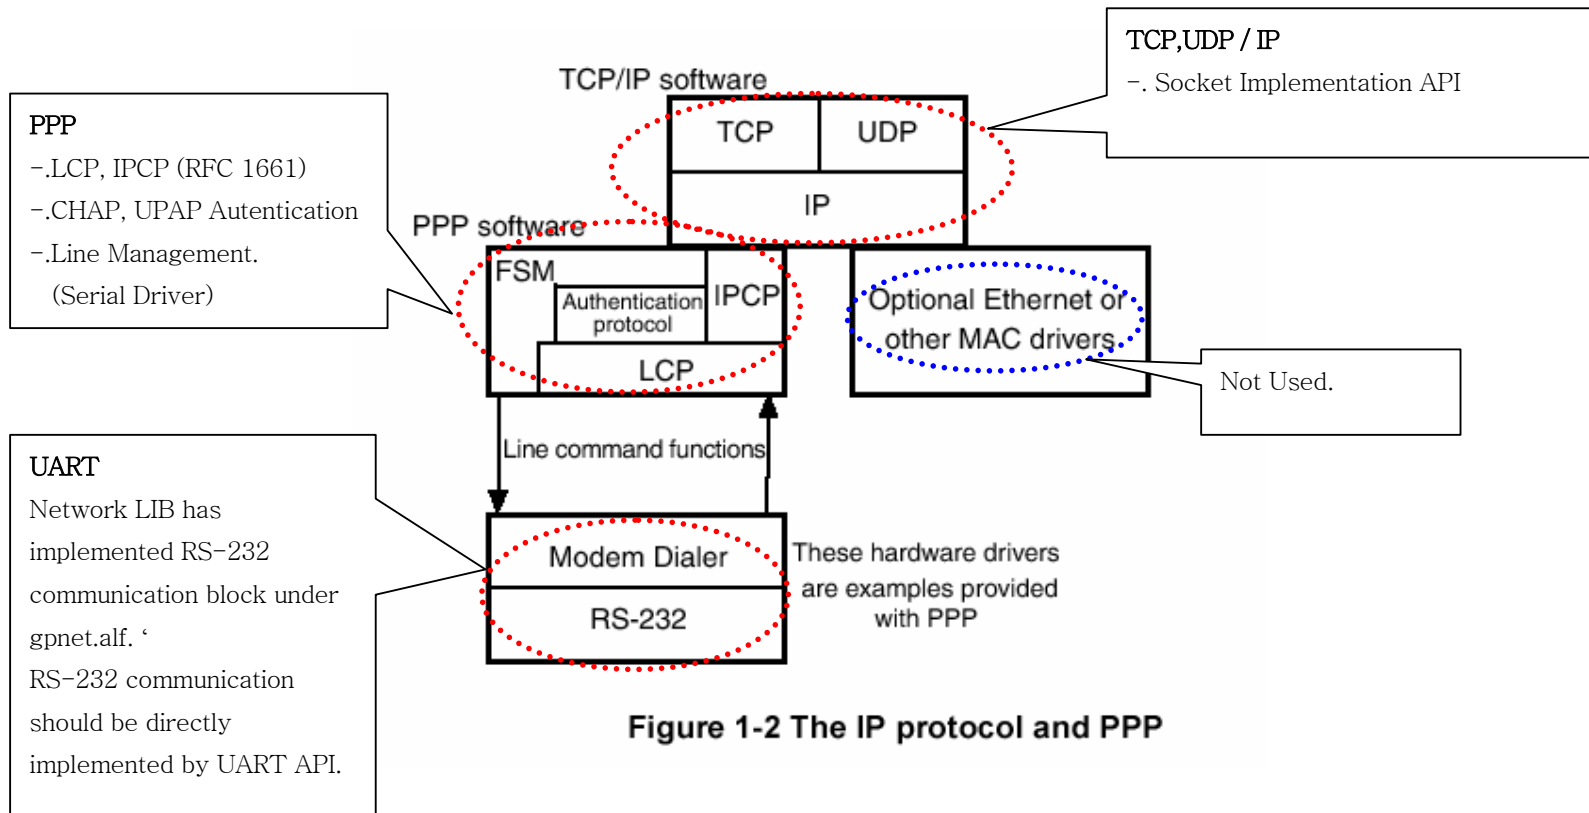 TCP,UDP / IP
-. Socket Implementation API
TCP/IP software
TCP
UDP
IP
PPP
-.LCP, IPCP (RFC 1661)
-.CHAP, UPAP Autentication
-.Line Management.
(Serial Driver)
PPP software
FSM
Authentication
protocol
IPCP
LCP
Optional Ethernet or
other MAC drivers
Not Used.
Line command functions
UART
Network LIB has
implemented RS-232
communication block under
gpnet.alf. ‘
RS-232 communication
should be directly
implemented by UART API.
Modem Dialer
RS-232
These hardware drivers
are examples provided
with PPP
Figure 1-2 The IP protocol and PPP